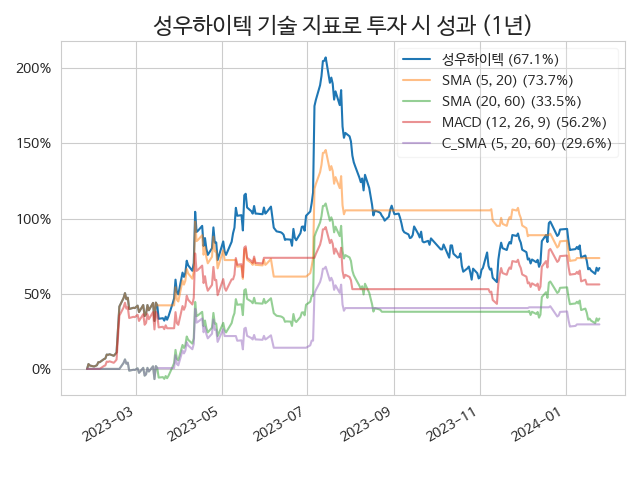 성우하이텍 기술 지표로 투자 시 성과 (1년)
성우하이텍 (67.1%)
SMA (5, 20) (73.7%)
SMA (20, 60) (33.5%)
MACD (12, 26, 9) (56.2%)
C_SMA (5, 20, 60) (29.6%)
200%
150%
100%
50%
0%
2023-03
2023-05
2023-07
2023-09
2023-11
2024-01